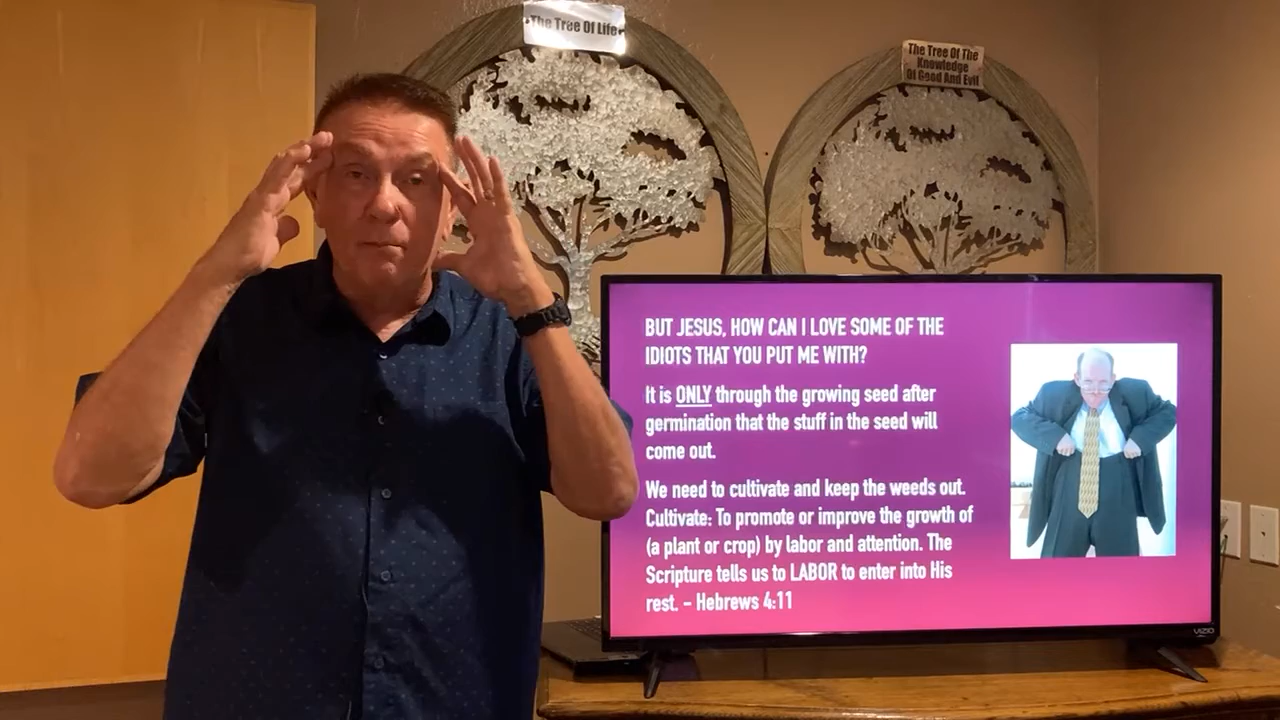 The Tree Of Life
The Tree Of The
Knowledge
Of Good And Evil
BUT JESUS, HOW CAN I LOVE SOME OF THE
IDIOTS THAT YOU PUT ME WITH?
It is ONLY through the growing seed after
germination that the stuff in the seed will
come out.
We need to cultivate and keep the weeds out.
Cultivate: To promote or improve the growth of
(a plant or crop) by labor and attention. The
Scripture tells us to LABOR to enter into His
rest. – Hebrews 4:11
VIZIO